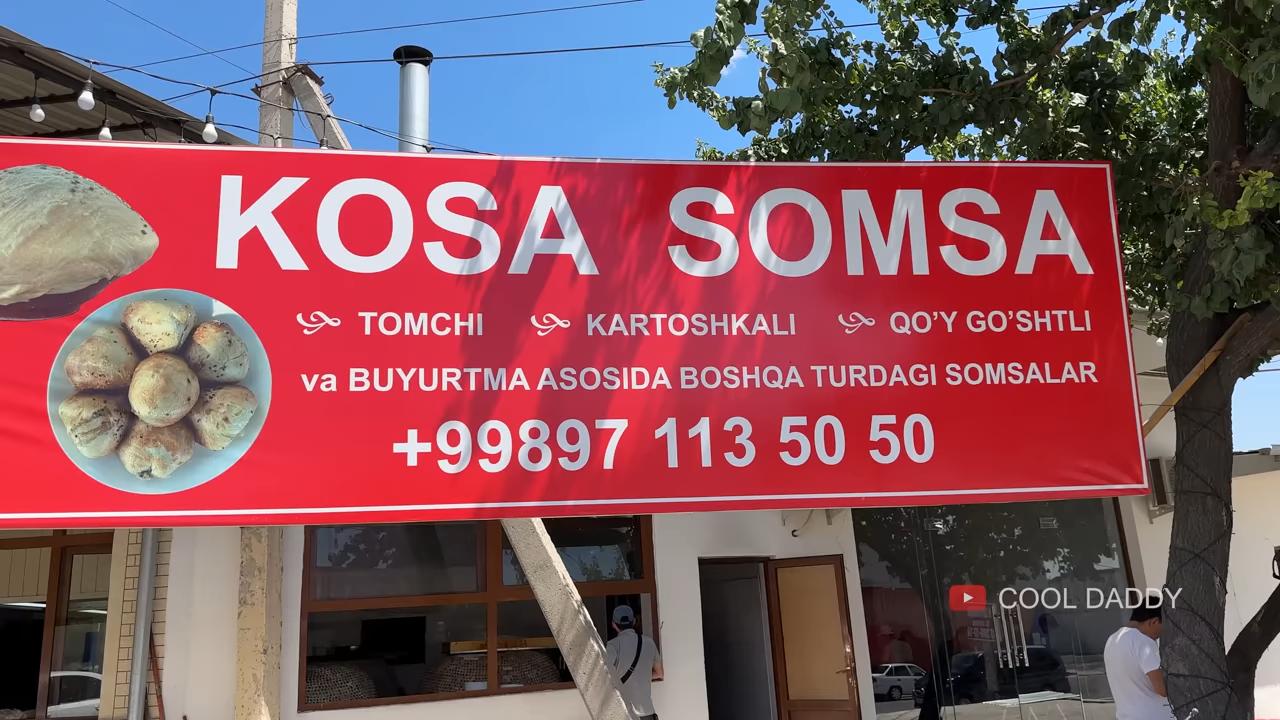 KOSA SOMSA
TOMCHI KARTOSHKALI QO'Y GO'SHTLI
va BUYURTMA ASOSIDA BOSHQA TURDAGI SOMSALAR
+99897 113 50 50
COOL DADDY